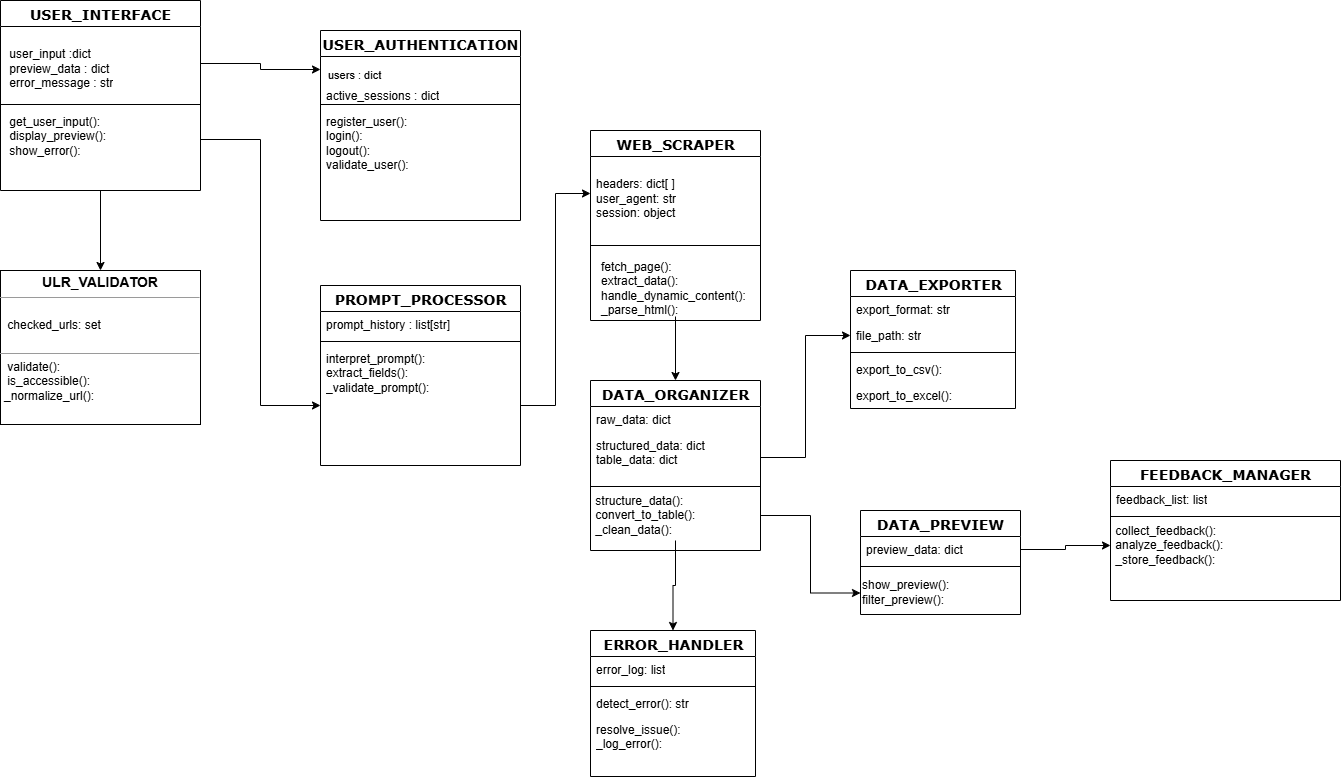 USER_INTERFACE
user_input :dict
preview_data : dict
error_message : str
get_user_input():
display_preview():
show_error():
USER_AUTHENTICATION
users : dict
active_sessions : dict
register_user():
login():
logout():
validate_user():
ULR_VALIDATOR
checked_urls: set
validate():
is_accessible():
_normalize_url():
PROMPT_PROCESSOR
prompt_history : list[str]
interpret_prompt():
extract_fields():
_validate_prompt():
WEB_SCRAPER
headers: dict[ ]
user_agent: str
session: object
fetch_page():
extract_data():
handle_dynamic_content():
_parse_html():
DATA_ORGANIZER
raw_data: dict
structured_data: dict
table_data: dict
structure_data():
convert_to_table():
_clean_data():
DATA_EXPORTER
export_format: str
file_path: str
export_to_csv():
export_to_excel():
DATA_PREVIEW
preview_data: dict
show_preview():
filter_preview():
FEEDBACK_MANAGER
feedback_list: list
collect_feedback():
analyze_feedback():
_store_feedback():
ERROR_HANDLER
error_log: list
detect_error(): str
resolve_issue():
_log_error():